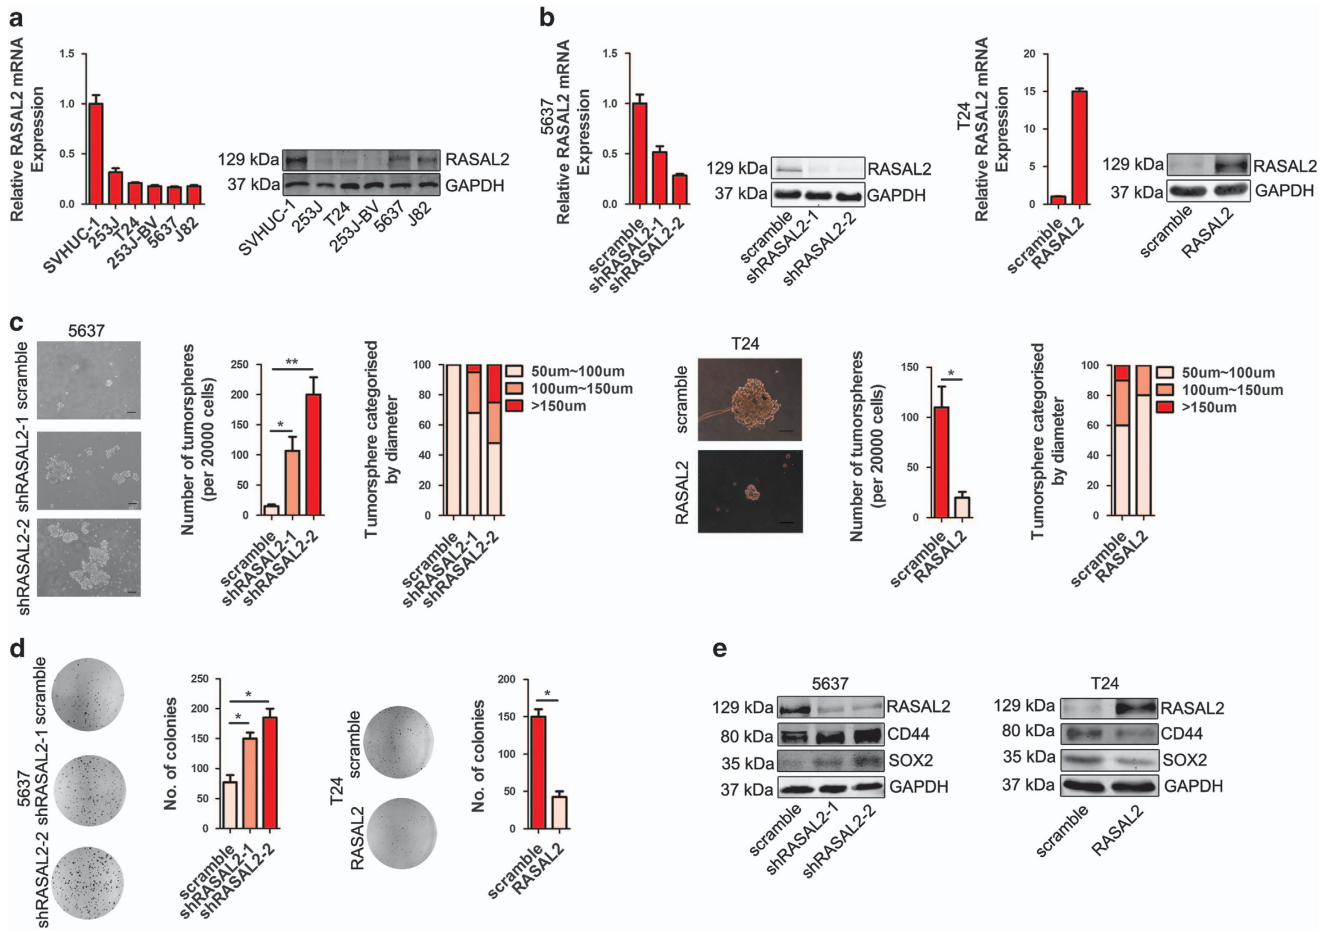 a
Relative RASAL2 mRNA
Expression
1.5
1.0
0.5
0.0
SVHUC-1
253J
T24
253J-BV
5637
J82
129 kDa
RASAL2
37 kDa
GAPDH
SVHUC-1
253J
T24
253J-BV
5637
J82
b
5637
Relative RASAL2 mRNA
Expression
1.5
1.0
0.5
0.0
scramble
shRASAL2-1
shRASAL2-2
129 kDa
RASAL2
37 kDa
GAPDH
scramble
shRASAL2-1
shRASAL2-2
T24
Relative RASAL2 mRNA
Expression
20
15
10
5
0
scramble
RASAL2
129 kDa
RASAL2
37 kDa
GAPDH
scramble
RASAL2
c
5637
scramble
shRASAL2-1
shRASAL2-2
Number of tumorspheres
(per 20000 cells)
250
200
150
100
50
0
*
**
scramble
shRASAL2-1
shRASAL2-2
Tumorsphere categorised
by diameter
100
80
60
40
20
0
scramble
shRASAL2-1
shRASAL2-2
50um~100um
100um~150um
>150um
T24
scramble
RASAL2
Number of tumorspheres
(per 20000 cells)
150
100
50
0
*
scramble
RASAL2
Tumorsphere categorised
by diameter
100
80
60
40
20
0
scramble
RASAL2
50um~100um
100um~150um
>150um
d
5637
scramble
shRASAL2-1
shRASAL2-2
No. of colonies
250
200
150
100
50
0
*
*
scramble
shRASAL2-1
shRASAL2-2
T24
scramble
RASAL2
No. of colonies
200
150
100
50
0
*
scramble
RASAL2
e
5637
129 kDa
RASAL2
80 kDa
CD44
35 kDa
SOX2
37 kDa
GAPDH
scramble
shRASAL2-1
shRASAL2-2
T24
129 kDa
RASAL2
80 kDa
CD44
35 kDa
SOX2
37 kDa
GAPDH
scramble
RASAL2